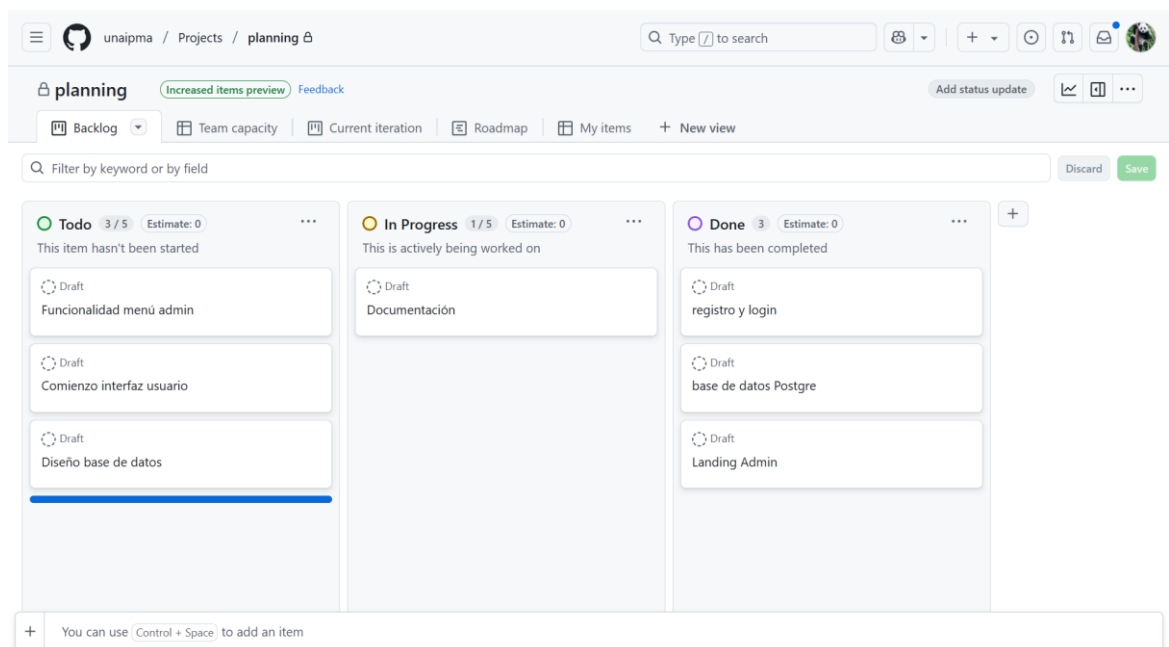 unaipma / Projects / planning
Type / to search
planning Increased items preview Feedback
Add status update
Backlog Team capacity Current iteration Roadmap My items + New view
Filter by keyword or by field
Discard Save
Todo 3 / 5 Estimate: 0
This item hasn't been started
Draft
Funcionalidad menú admin
Draft
Comienzo interfaz usuario
Draft
Diseño base de datos
In Progress 1 / 5 Estimate: 0
This is actively being worked on
Draft
Documentación
Done 3 Estimate: 0
This has been completed
Draft
registro y login
Draft
base de datos Postgre
Draft
Landing Admin
+ You can use Control + Space to add an item